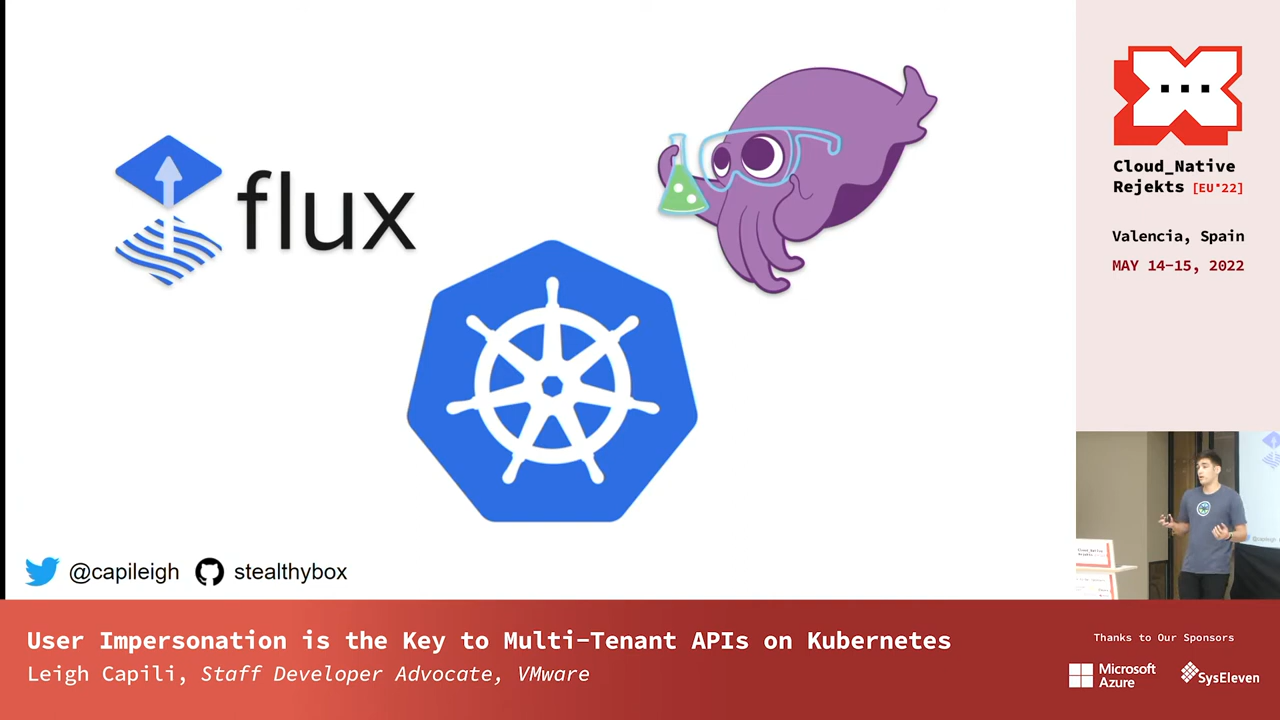 flux
@capileigh stealthybox
Cloud_Native
Rejekts [EU*22]
Valencia, Spain
MAY 14-15, 2022
User Impersonation is the Key to Multi-Tenant APIs on Kubernetes
Leigh Capili, Staff Developer Advocate, VMware
Thanks to Our Sponsors
Microsoft
Azure
SysEleven